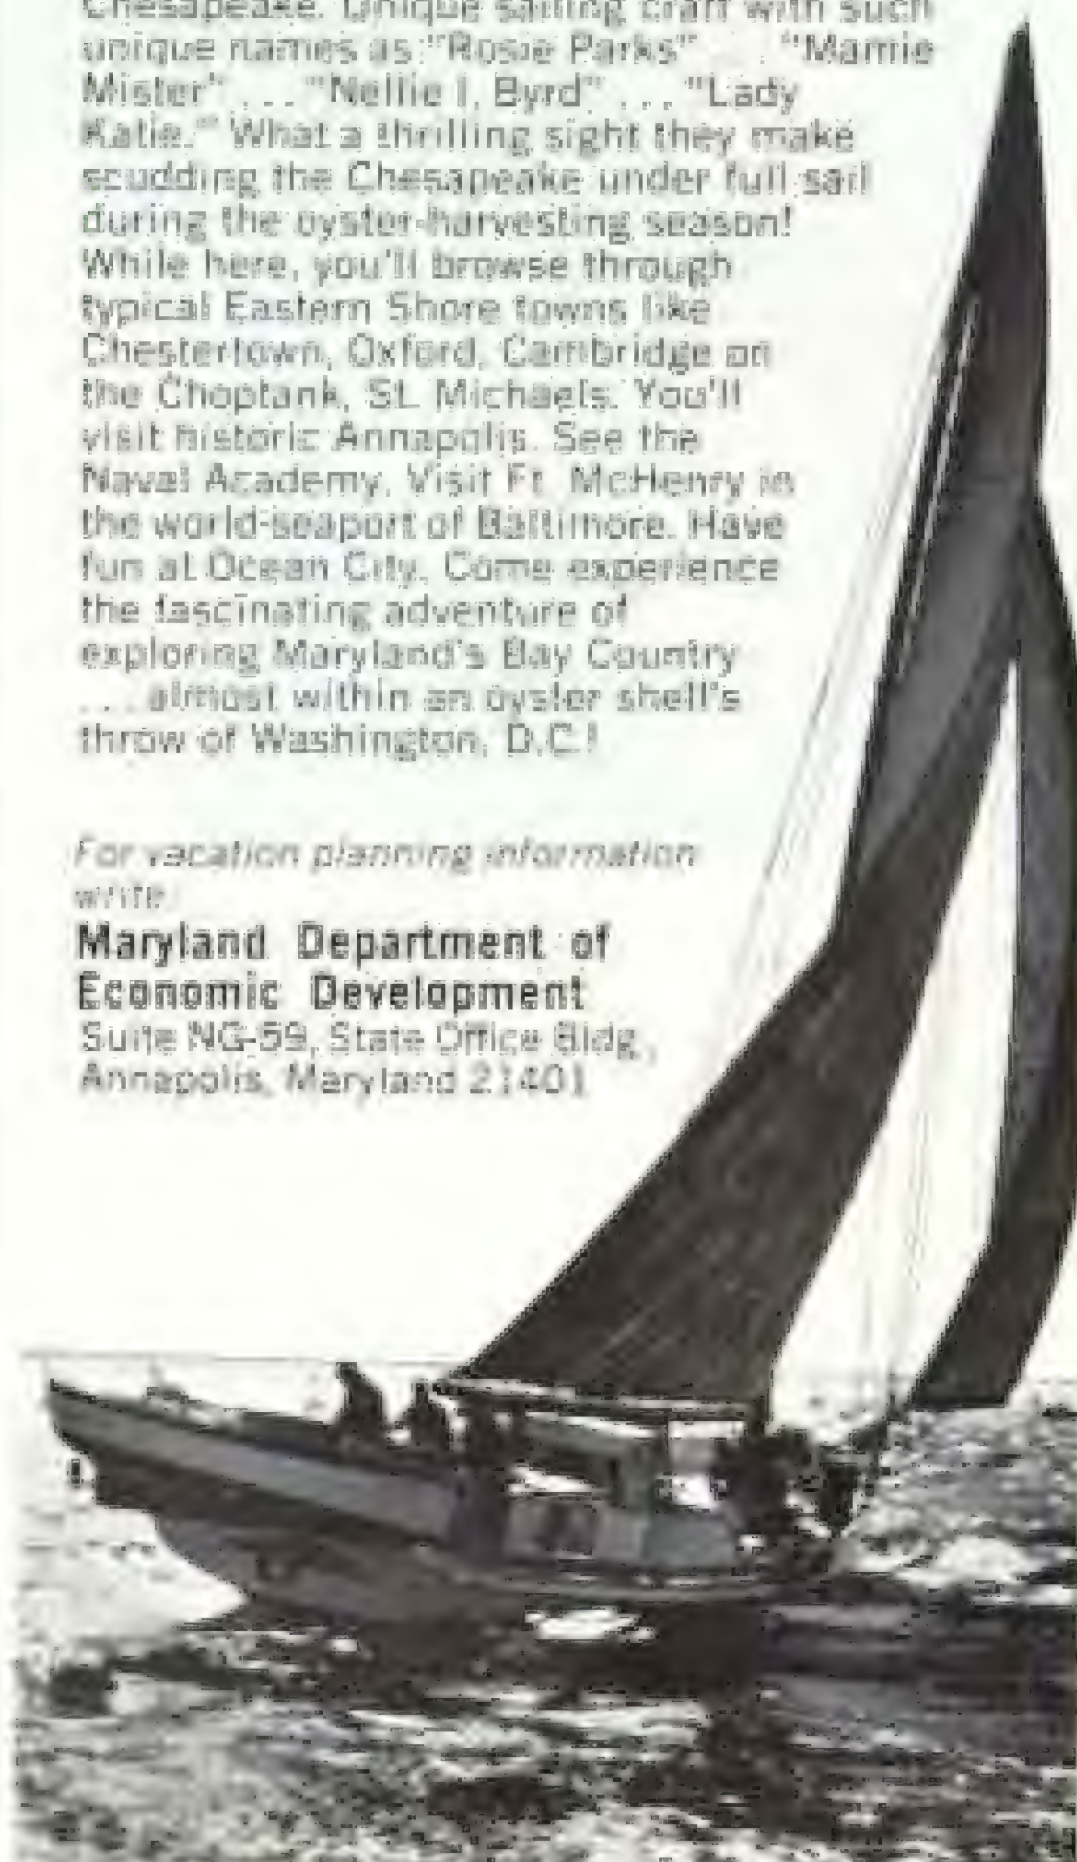 Chesapeake. Unique sailing craft with such
unique names as "Rosie Parks" . . . "Mamie
Mister" . . . "Nellie L. Byrd" . . . "Lady
Katie." What a thrilling sight they make
scudding the Chesapeake under full sail
during the oyster-harvesting season!
While here, you'll browse through
typical Eastern Shore towns like
Chestertown, Oxford, Cambridge on
the Choptank, St. Michaels. You'll
visit historic Annapolis. See the
Naval Academy. Visit Ft. McHenry in
the world-seaport of Baltimore. Have
fun at Ocean City. Come experience
the fascinating adventure of
exploring Maryland's Bay Country
. . . almost within an oyster shell's
throw of Washington, D.C.!
For vacation planning information
write:
Maryland Department of
Economic Development
Suite NG-59, State Office Bldg.,
Annapolis, Maryland 21401